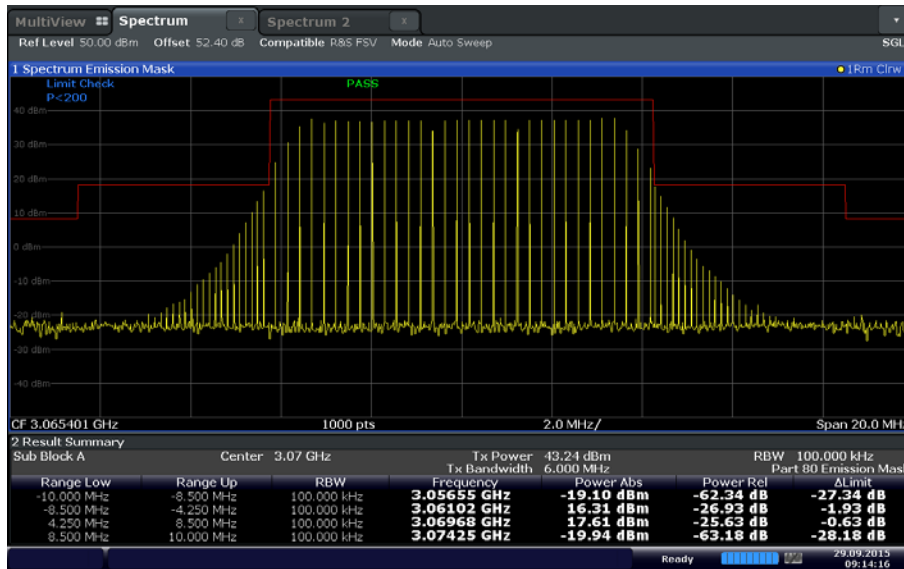 MultiView Spectrum x Spectrum 2 x
Ref Level 50.00 dBm Offset 52.40 dB Compatible R&S FSV Mode Auto Sweep SGL
1 Spectrum Emission Mask 1Rm Clrw
Limit Check PASS
P<200
40 dBm
30 dBm
20 dBm
10 dBm
0 dBm
-10 dBm
-20 dBm
-30 dBm
-40 dBm
CF 3.065401 GHz 1000 pts 2.0 MHz/ Span 20.0 MHz
2 Result Summary
Sub Block A Center 3.07 GHz Tx Power 43.24 dBm RBW 100.000 kHz
Tx Bandwidth 6.000 MHz Part 80 Emission Mask
Range Low Range Up RBW Frequency Power Abs Power Rel ΔLimit
-10.000 MHz -8.500 MHz 100.000 kHz 3.05655 GHz -19.10 dBm -62.34 dB -27.34 dB
-8.500 MHz -4.250 MHz 100.000 kHz 3.06102 GHz 16.31 dBm -26.93 dB -1.93 dB
4.250 MHz 8.500 MHz 100.000 kHz 3.06968 GHz 17.61 dBm -25.63 dB -0.63 dB
8.500 MHz 10.000 MHz 100.000 kHz 3.07425 GHz -19.94 dBm -63.18 dB -28.18 dB
Ready 29.09.2015
09:14:16